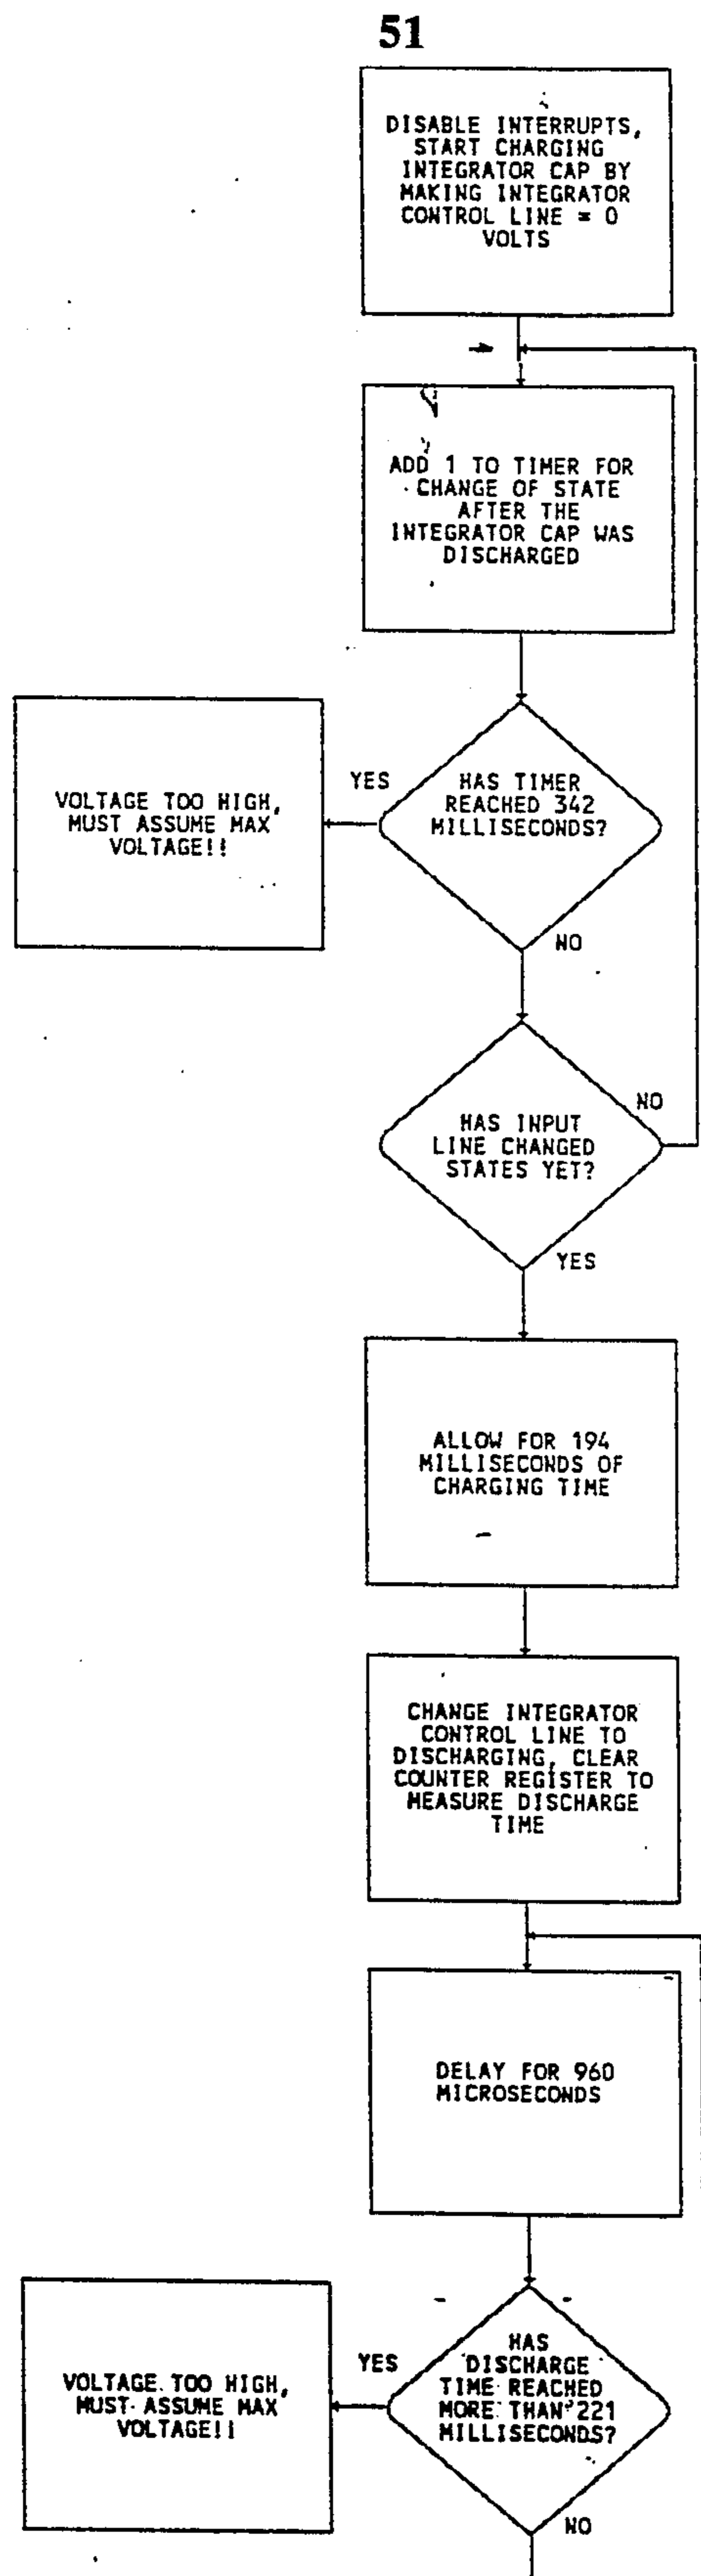 51
DISABLE INTERRUPTS,
START CHARGING
INTEGRATOR CAP BY
MAKING INTEGRATOR
CONTROL LINE = 0
VOLTS
ADD 1 TO TIMER FOR
CHANGE OF STATE
AFTER THE
INTEGRATOR CAP WAS
DISCHARGED
YES
HAS TIMER
REACHED 342
MILLISECONDS?
VOLTAGE TOO HIGH,
MUST ASSUME MAX
VOLTAGE!!
NO
NO
HAS INPUT
LINE CHANGED
STATES YET?
YES
ALLOW FOR 194
MILLISECONDS OF
CHARGING TIME
CHANGE INTEGRATOR
CONTROL LINE TO
DISCHARGING, CLEAR
COUNTER REGISTER TO
MEASURE DISCHARGE
TIME
DELAY FOR 960
MICROSECONDS
HAS
DISCHARGE
TIME REACHED
MORE THAN 221
MILLISECONDS?
YES
VOLTAGE TOO HIGH,
MUST ASSUME MAX
VOLTAGE!!
NO